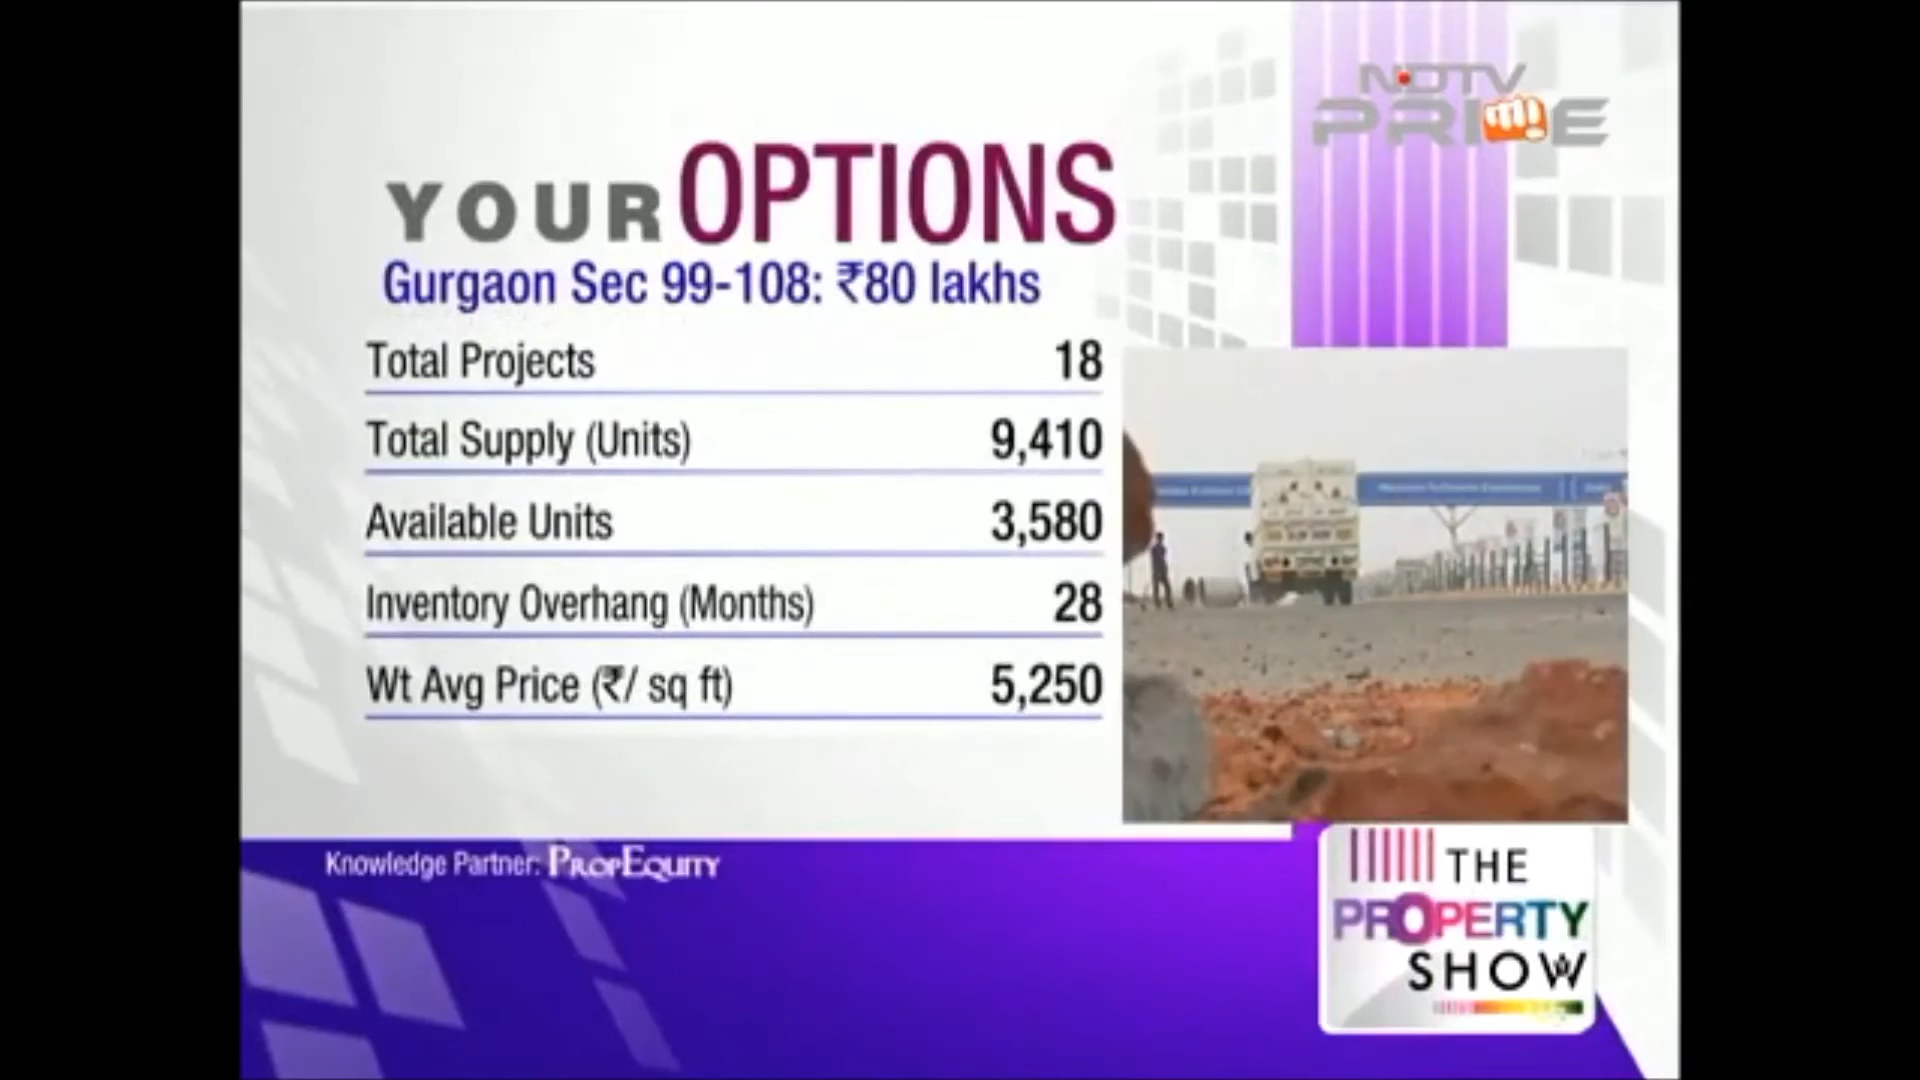 NDTV
PRIME
YOUR OPTIONS
Gurgaon Sec 99-108: ₹80 lakhs
Total Projects 18
Total Supply (Units) 9,410
Available Units 3,580
Inventory Overhang (Months) 28
Wt Avg Price (₹/ sq ft) 5,250
Knowledge Partner: PROPEQUITY
THE
PROPERTY
SHOW